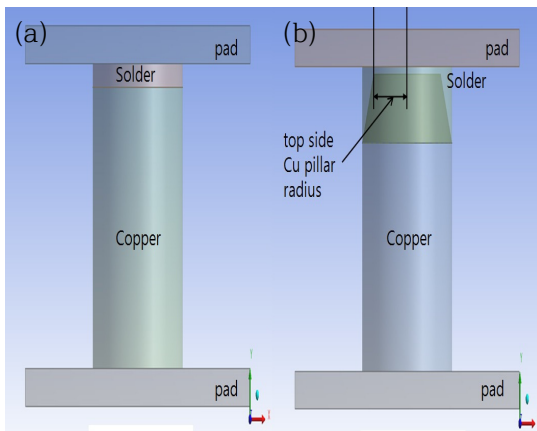 (a)
pad
Solder
Copper
pad
Y
X
(b)
pad
Solder
top side
Cu pillar
radius
Copper
pad
Y
X